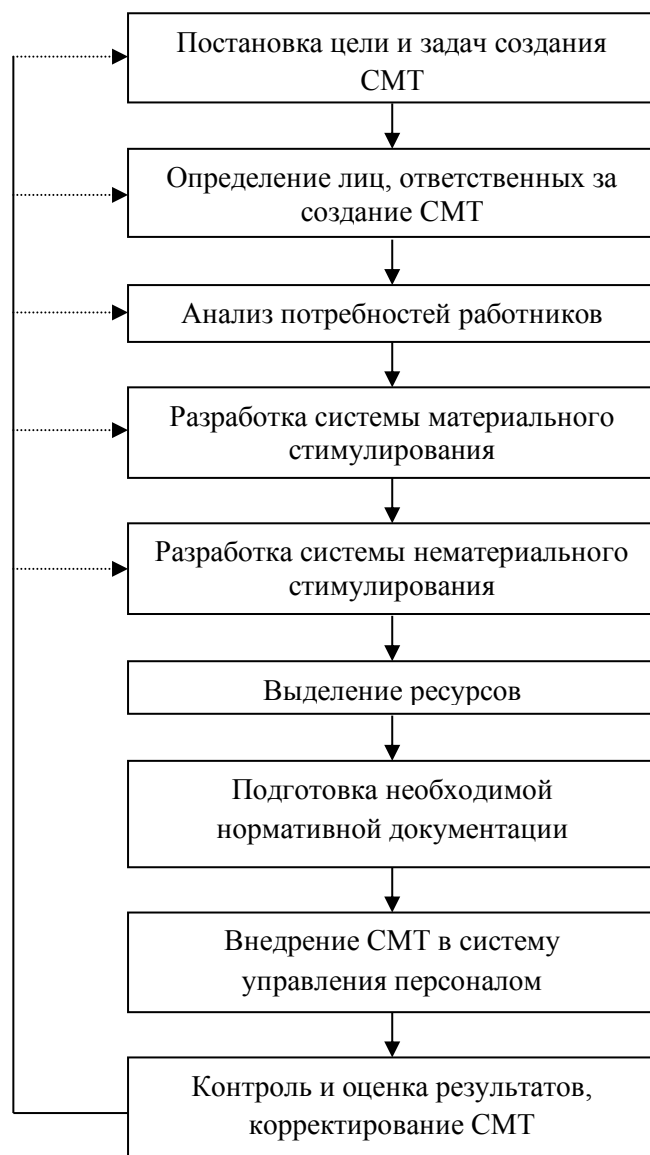 Постановка цели и задач создания
СМТ
Определение лиц, ответственных за
создание СМТ
Анализ потребностей работников
Разработка системы материального
стимулирования
Разработка системы нематериального
стимулирования
Выделение ресурсов
Подготовка необходимой
нормативной документации
Внедрение СМТ в систему
управления персоналом
Контроль и оценка результатов,
корректирование СМТ